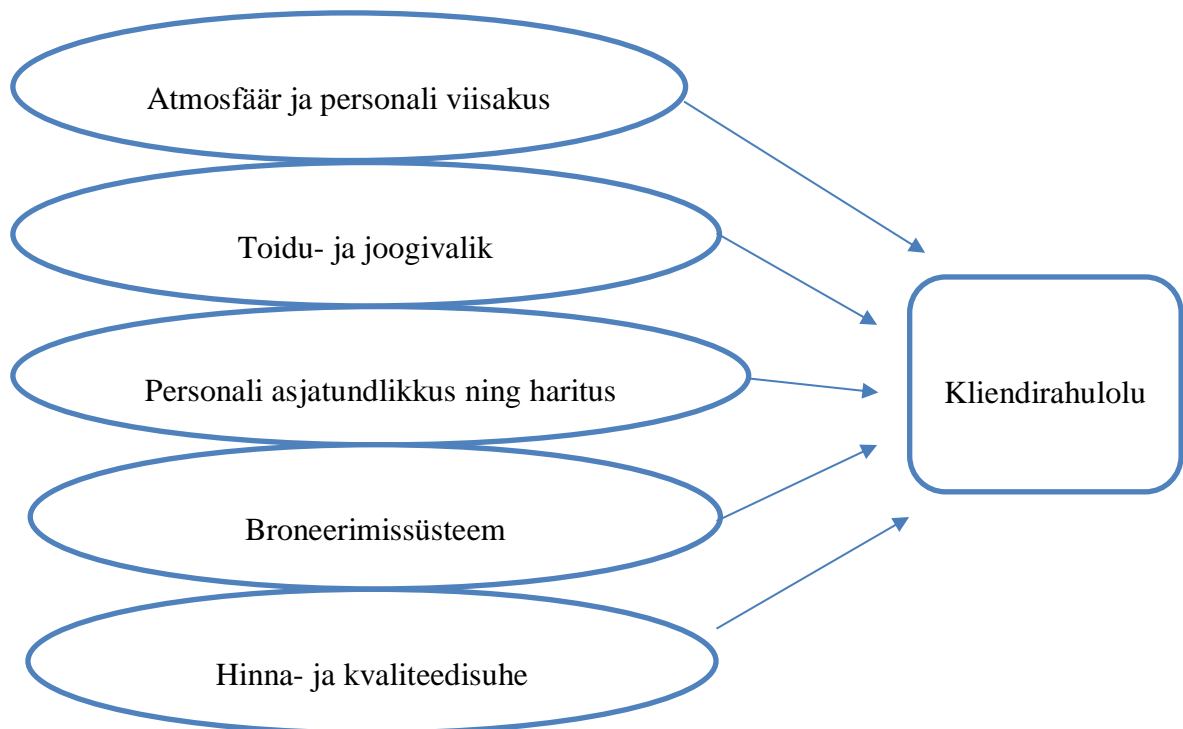 Atmosfäär ja personali viisakus
Toidu- ja joogivalik
Personali asjatundlikkus ning haritus
Kliendirahulolu
Broneerimissüsteem
Hinna- ja kvaliteedisuhe